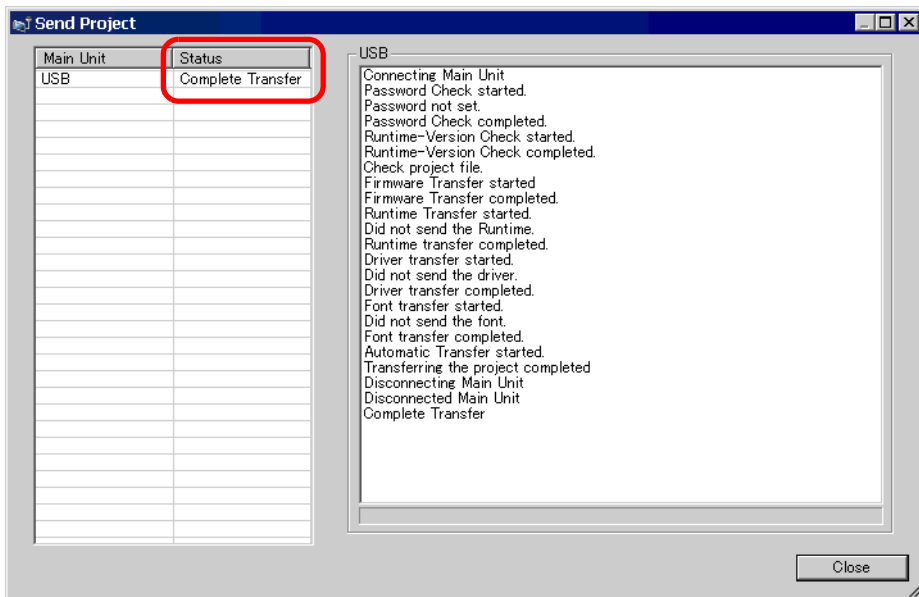 Send Project
Main Unit Status
USB Complete Transfer
USB
Connecting Main Unit
Password Check started.
Password not set.
Password Check completed.
Runtime-Version Check started.
Runtime-Version Check completed.
Check project file.
Firmware Transfer started
Firmware Transfer completed.
Runtime Transfer started.
Did not send the Runtime.
Runtime transfer completed.
Driver transfer started.
Did not send the driver.
Driver transfer completed.
Font transfer started.
Did not send the font.
Font transfer completed.
Automatic Transfer started.
Transferring the project completed
Disconnecting Main Unit
Disconnected Main Unit
Complete Transfer
Close